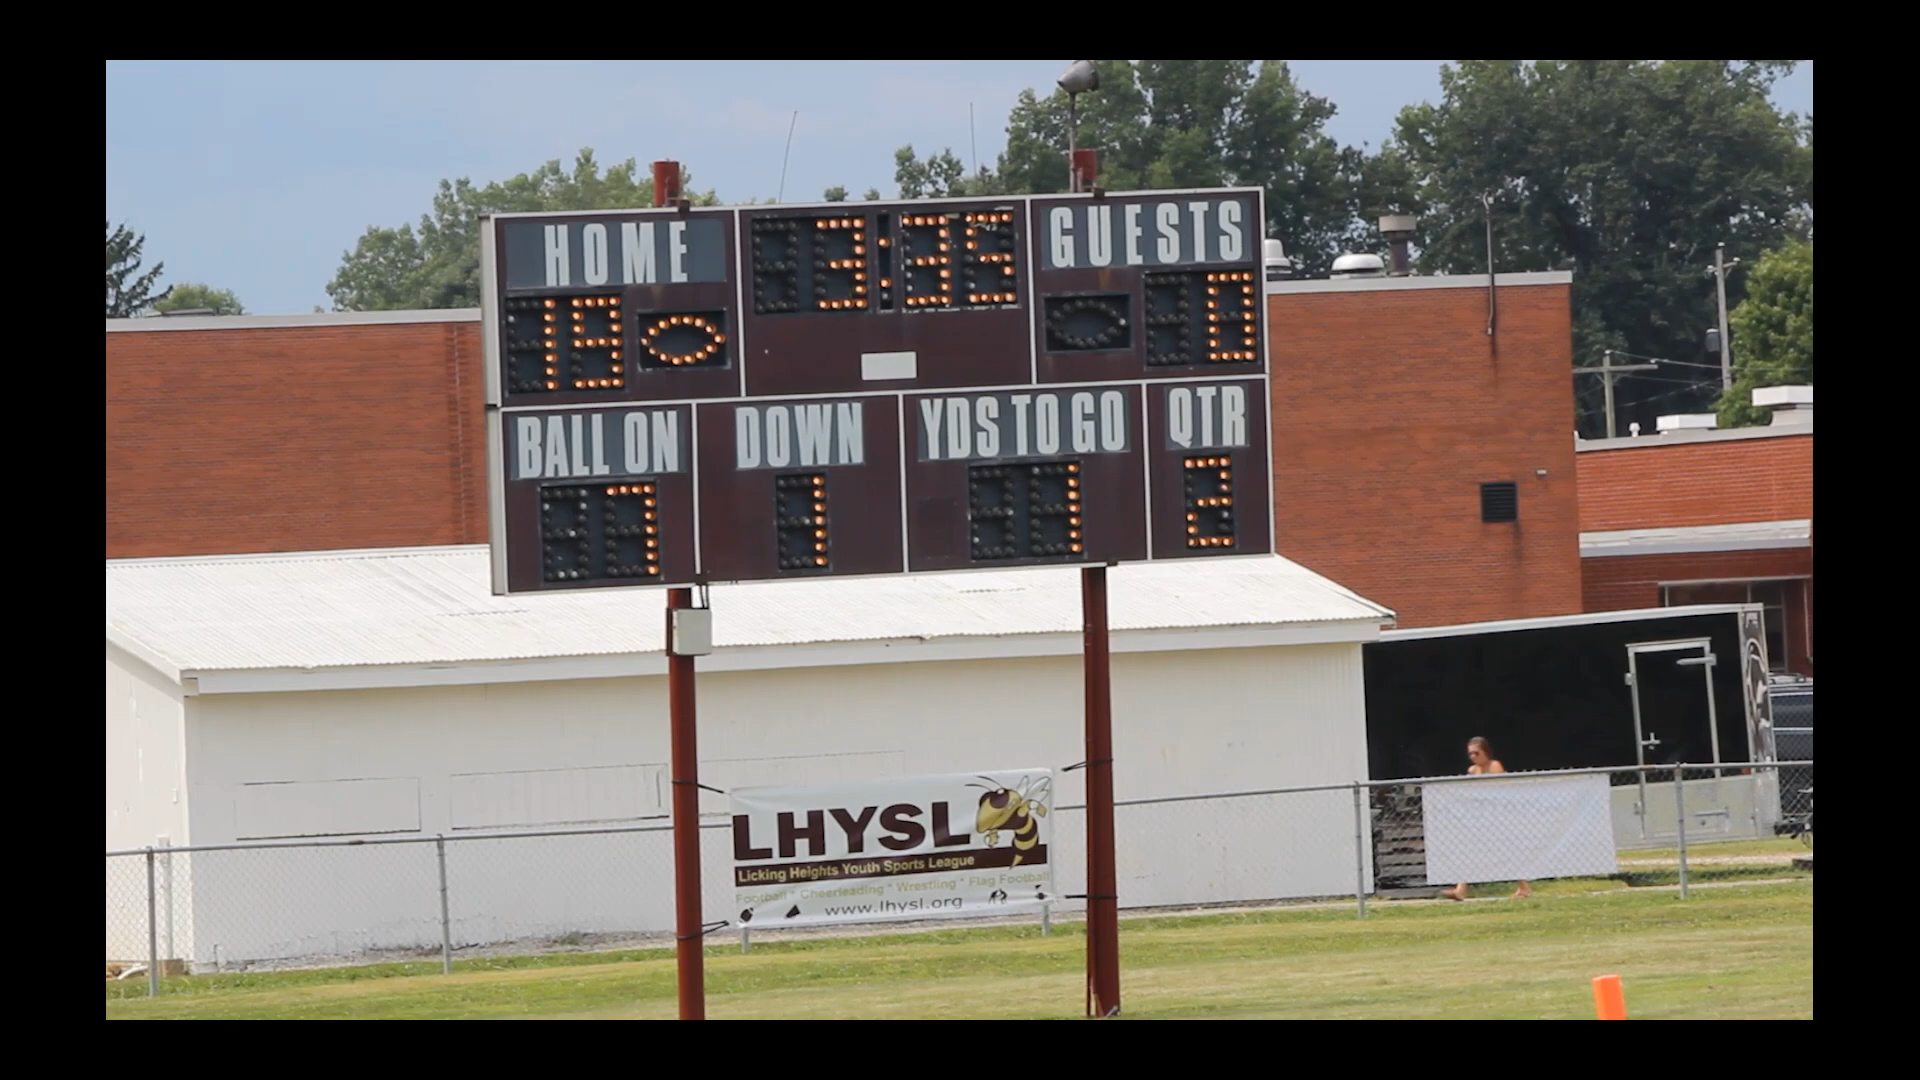 HOME 3:35 GUESTS
19 0
BALL ON DOWN YDS TO GO QTR
7 1 1 2
LHYSL
Licking Heights Youth Sports League
Football * Cheerleading * Wrestling * Flag Football
www.lhysl.org